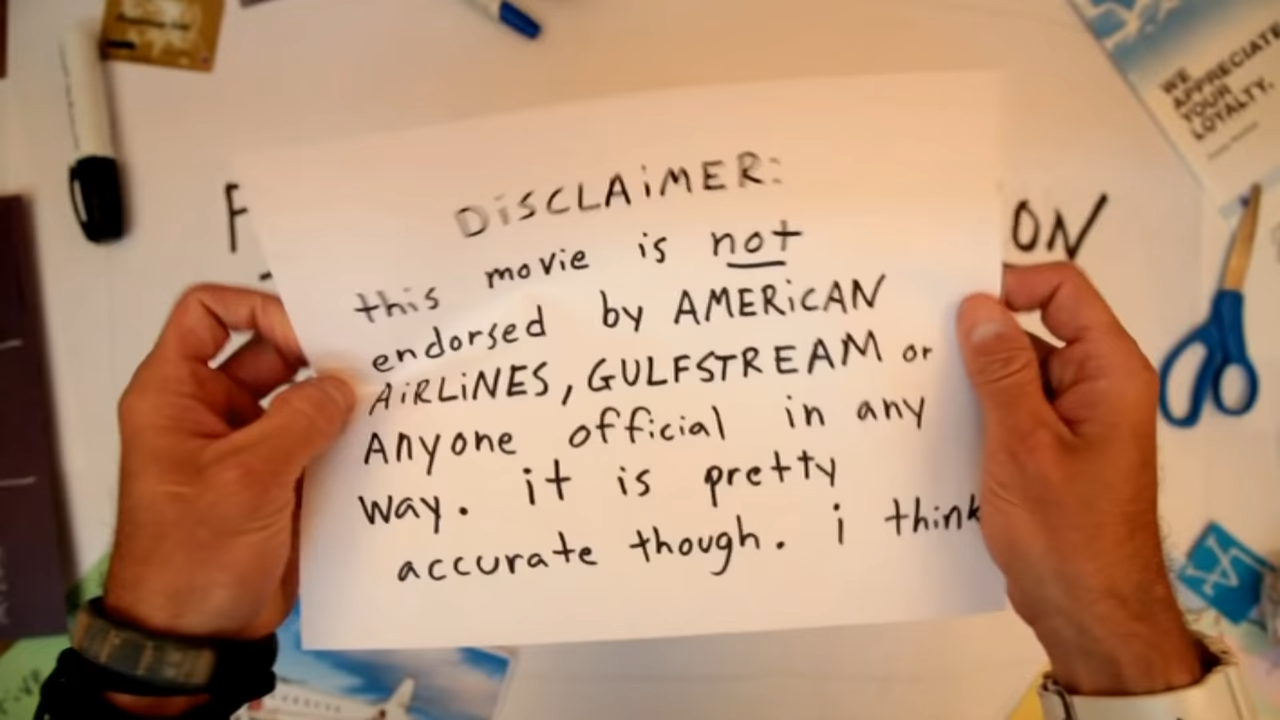 WE
APPRECIATE
YOUR
LOYALTY.
F
ON
DiSCLAiMER:
this movie is not
endorsed by AMERiCAN
AiRLiNES, GULFSTREAM or
Anyone official in any
way. it is pretty
accurate though. i think